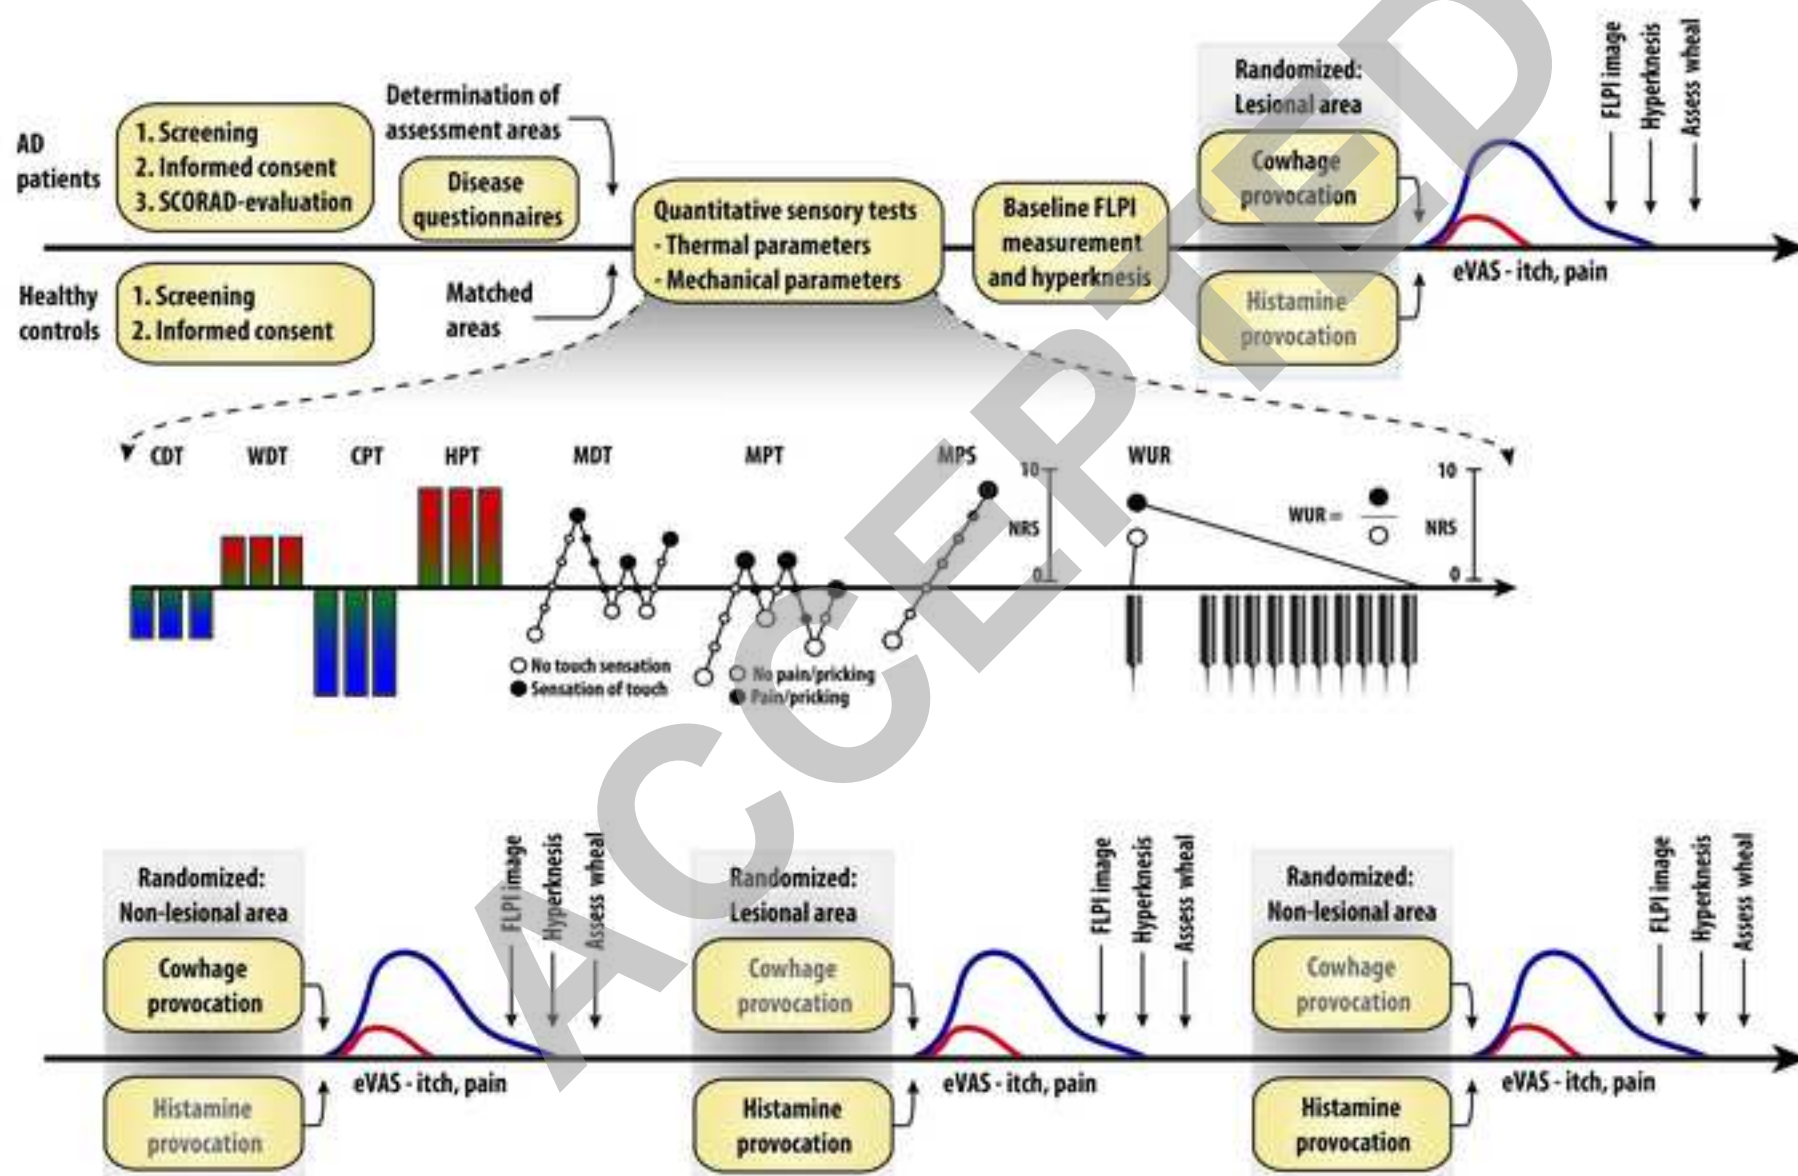 AD
patients
1. Screening
2. Informed consent
3. SCORAD-evaluation
Determination of
assessment areas
Disease
questionnaires
Healthy
controls
1. Screening
2. Informed consent
Matched
areas
Quantitative sensory tests
- Thermal parameters
- Mechanical parameters
Baseline FLPI
measurement
and hyperknesis
Randomized:
Lesional area
Cowhage
provocation
Histamine
provocation
FLPI image
Hyperknesis
Assess wheal
eVAS - itch, pain
CDT
WDT
CPT
HPT
MDT
MPT
MPS
WUR
No touch sensation
Sensation of touch
No pain/pricking
Pain/pricking
10
NRS
0
WUR =
10
NRS
0
Randomized:
Non-lesional area
Cowhage
provocation
Histamine
provocation
FLPI image
Hyperknesis
Assess wheal
eVAS - itch, pain
Randomized:
Lesional area
Cowhage
provocation
Histamine
provocation
FLPI image
Hyperknesis
Assess wheal
eVAS - itch, pain
Randomized:
Non-lesional area
Cowhage
provocation
Histamine
provocation
FLPI image
Hyperknesis
Assess wheal
eVAS - itch, pain
ACCEPTED